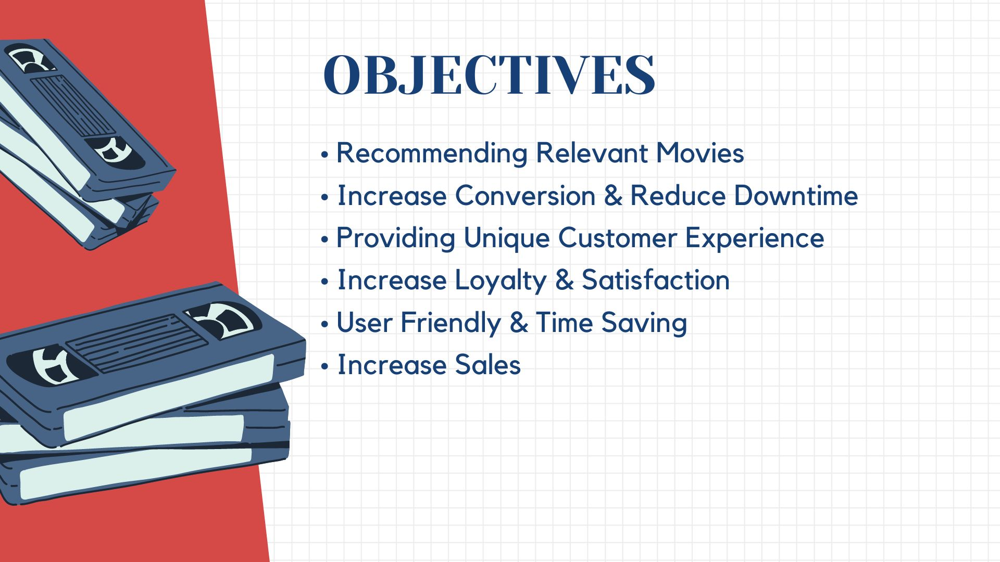 OBJECTIVES
• Recommending Relevant Movies
• Increase Conversion & Reduce Downtime
• Providing Unique Customer Experience
• Increase Loyalty & Satisfaction
• User Friendly & Time Saving
• Increase Sales